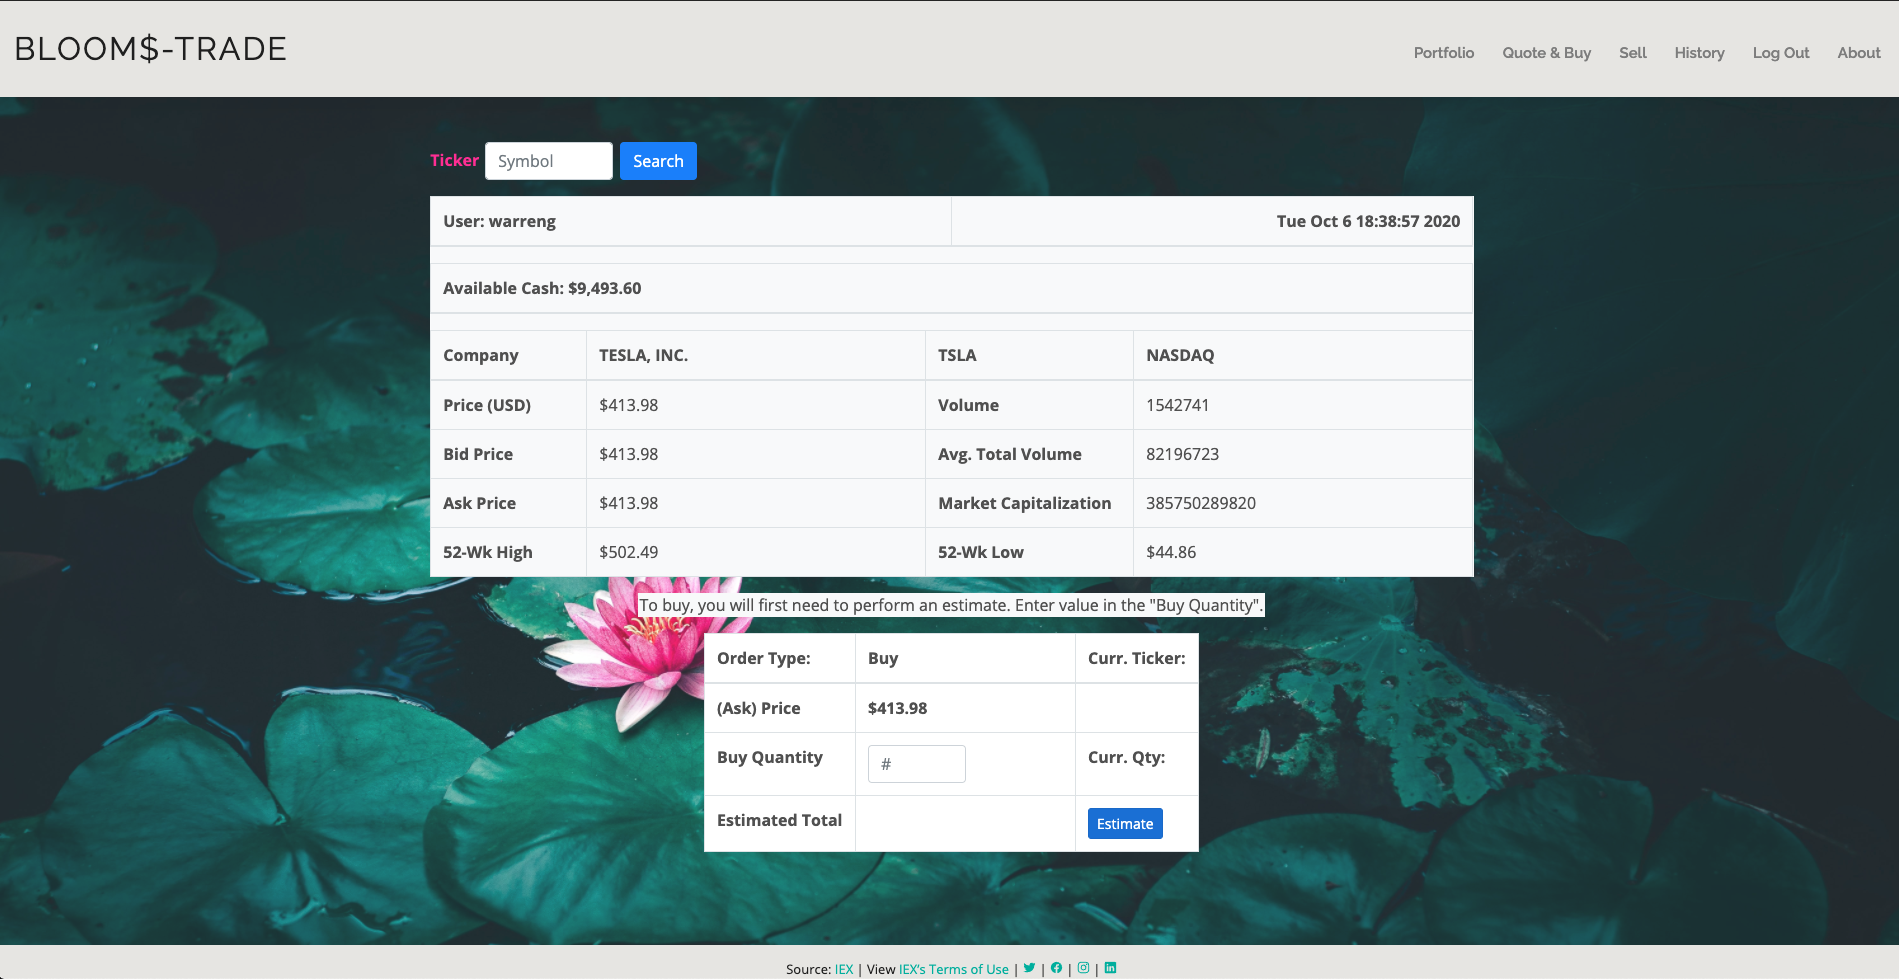 BLOOM$-TRADE
Portfolio Quote & Buy Sell History Log Out About
Ticker Symbol Search
User: warreng Tue Oct 6 18:38:57 2020
Available Cash: $9,493.60
Company TESLA, INC. TSLA NASDAQ
Price (USD) $413.98 Volume 1542741
Bid Price $413.98 Avg. Total Volume 82196723
Ask Price $413.98 Market Capitalization 385750289820
52-Wk High $502.49 52-Wk Low $44.86
To buy, you will first need to perform an estimate. Enter value in the "Buy Quantity".
Order Type: Buy Curr. Ticker:
(Ask) Price $413.98
Buy Quantity # Curr. Qty:
Estimated Total Estimate
Source: IEX | View IEX's Terms of Use | | | |